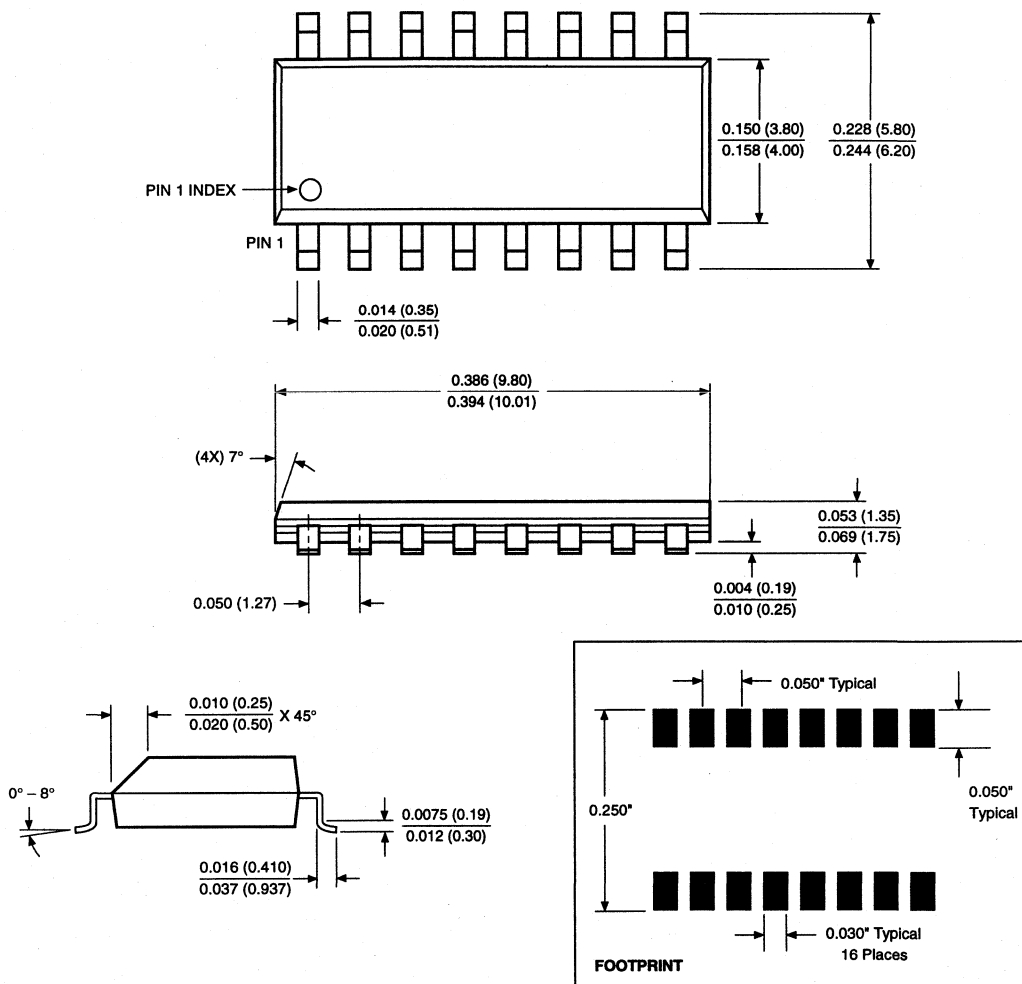 0.150 (3.80)
0.158 (4.00)
0.228 (5.80)
0.244 (6.20)
PIN 1 INDEX
PIN 1
0.014 (0.35)
0.020 (0.51)
0.386 (9.80)
0.394 (10.01)
(4X) 7°
0.053 (1.35)
0.069 (1.75)
0.004 (0.19)
0.010 (0.25)
0.050 (1.27)
0.010 (0.25)
0.020 (0.50)
X 45°
0° – 8°
0.0075 (0.19)
0.012 (0.30)
0.016 (0.410)
0.037 (0.937)
0.050" Typical
0.050"
Typical
0.250"
0.030" Typical
16 Places
FOOTPRINT